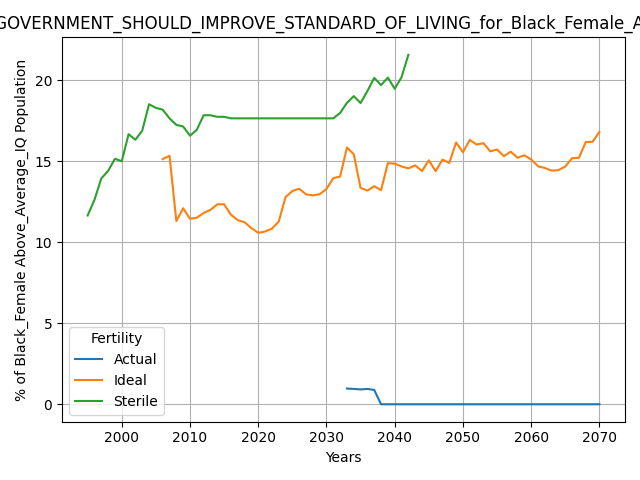 GOVERNMENT_SHOULD_IMPROVE_STANDARD_OF_LIVING_for_Black_Female_A
% of Black_Female Above_Average_IQ Population
20
15
10
5
0
Fertility
Actual
Ideal
Sterile
2000 2010 2020 2030 2040 2050 2060 2070
Years